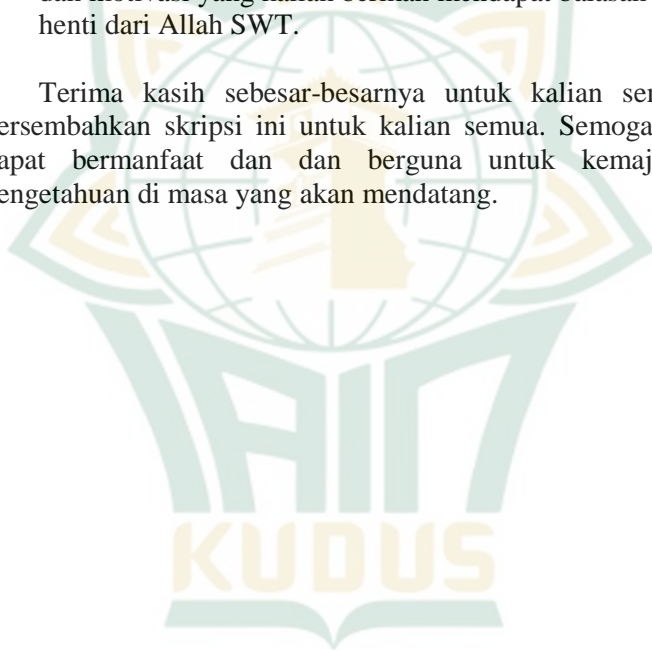 henti dari Allah SWT.
Terima kasih sebesar-besarnya untuk kalian
skripsi ini untuk kalian semua. Semoga
bermanfaat dan dan berguna untuk
di masa yang akan mendatang.
IAIN
KUDUS